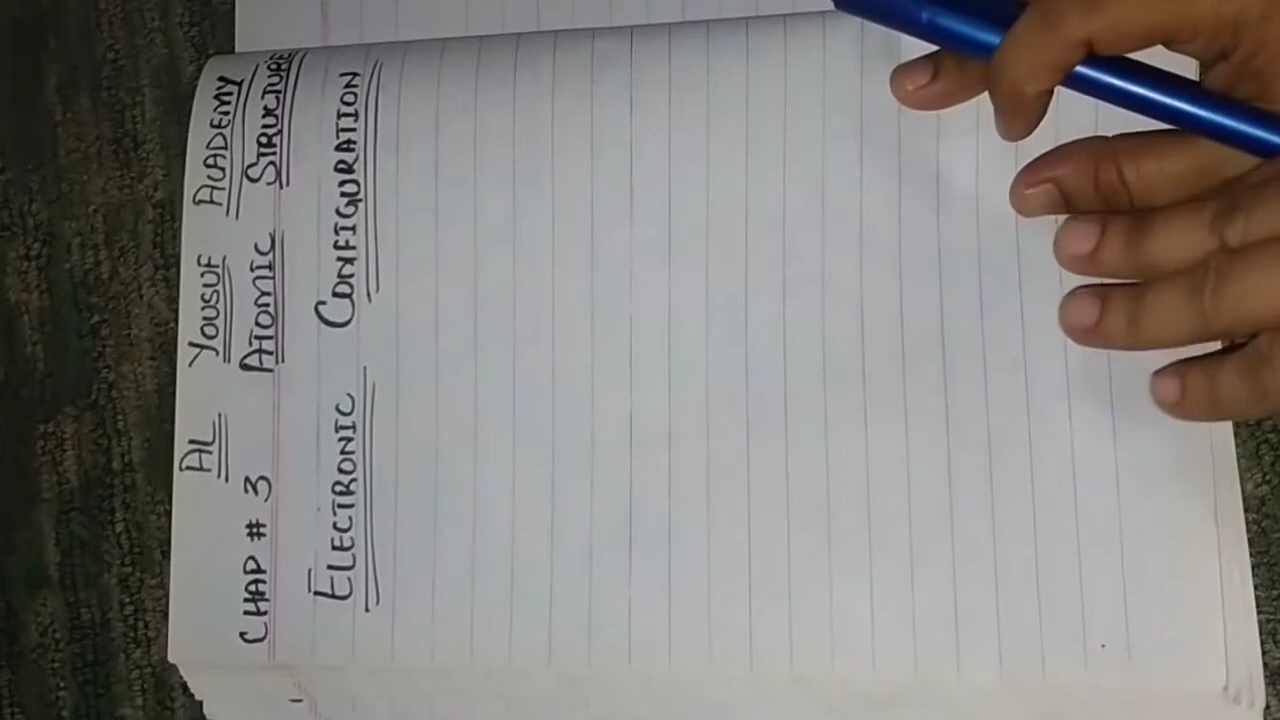 AL YOUSUF ACADEMY
CHAP # 3 ATOMIC STRUCTURE
ELECTRONIC CONFIGURATION